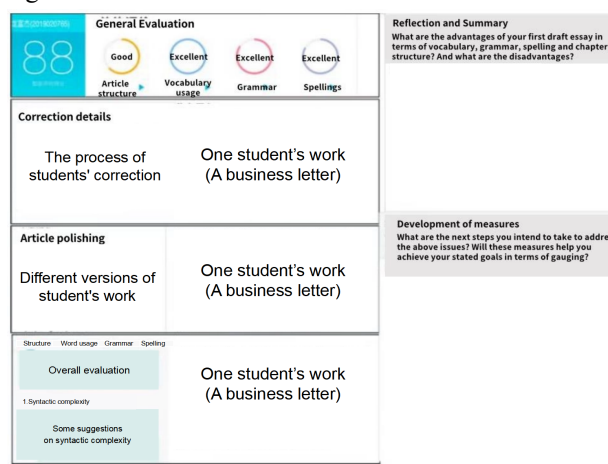 General Evaluation
88
Good
Excellent
Excellent
Excellent
Article
structure
Vocabulary
usage
Grammar
Spellings
Correction details
The process of
students' correction
One student's work
(A business letter)
Article polishing
Different versions of
student's work
One student's work
(A business letter)
Structure Word usage Grammar Spelling
Overall evaluation
1.Syntactic complexity
Some suggestions
on syntactic complexity
One student's work
(A business letter)
Reflection and Summary
What are the advantages of your first draft essay in
terms of vocabulary, grammar, spelling and chapter
structure? And what are the disadvantages?
Development of measures
What are the next steps you intend to take to addre
the above issues? Will these measures help you
achieve your stated goals in terms of gauging?